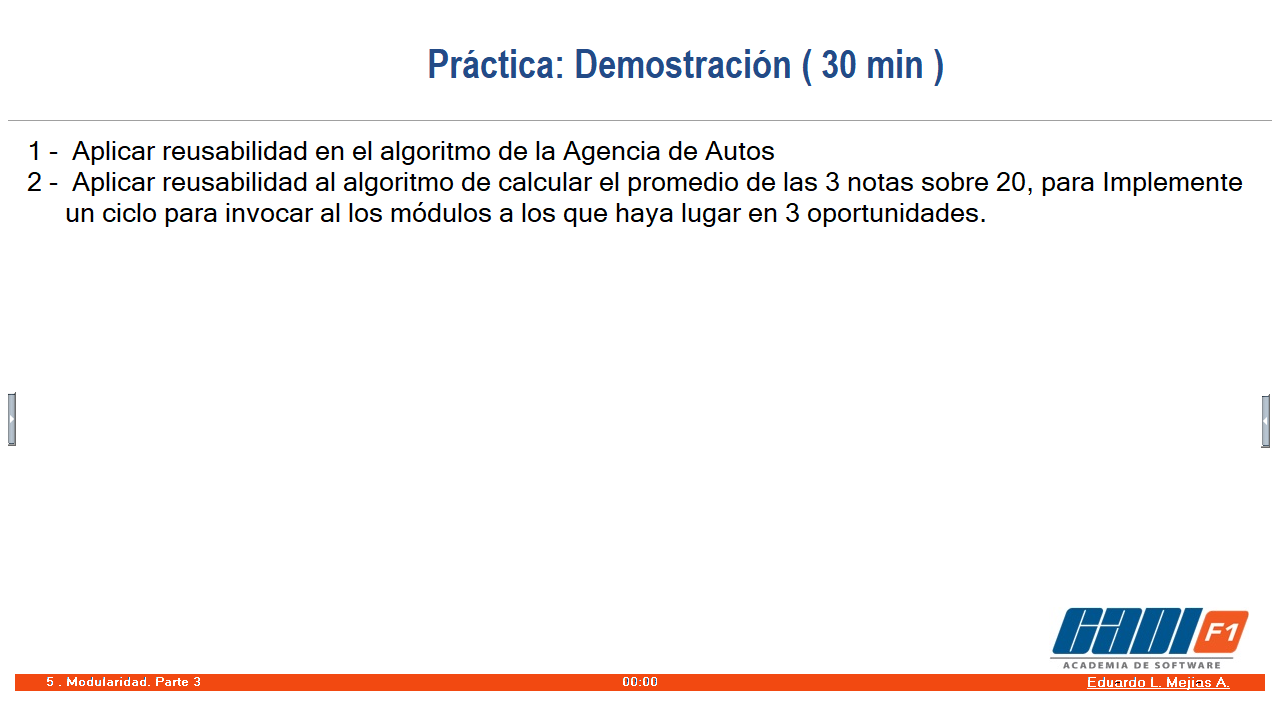 Práctica: Demostración ( 30 min )
1 - Aplicar reusabilidad en el algoritmo de la Agencia de Autos
2 - Aplicar reusabilidad al algoritmo de calcular el promedio de las 3 notas sobre 20, para Implemente
un ciclo para invocar al los módulos a los que haya lugar en 3 oportunidades.
CADI F1
ACADEMIA DE SOFTWARE
5 . Modularidad. Parte 3 00:00 Eduardo L. Mejias A.